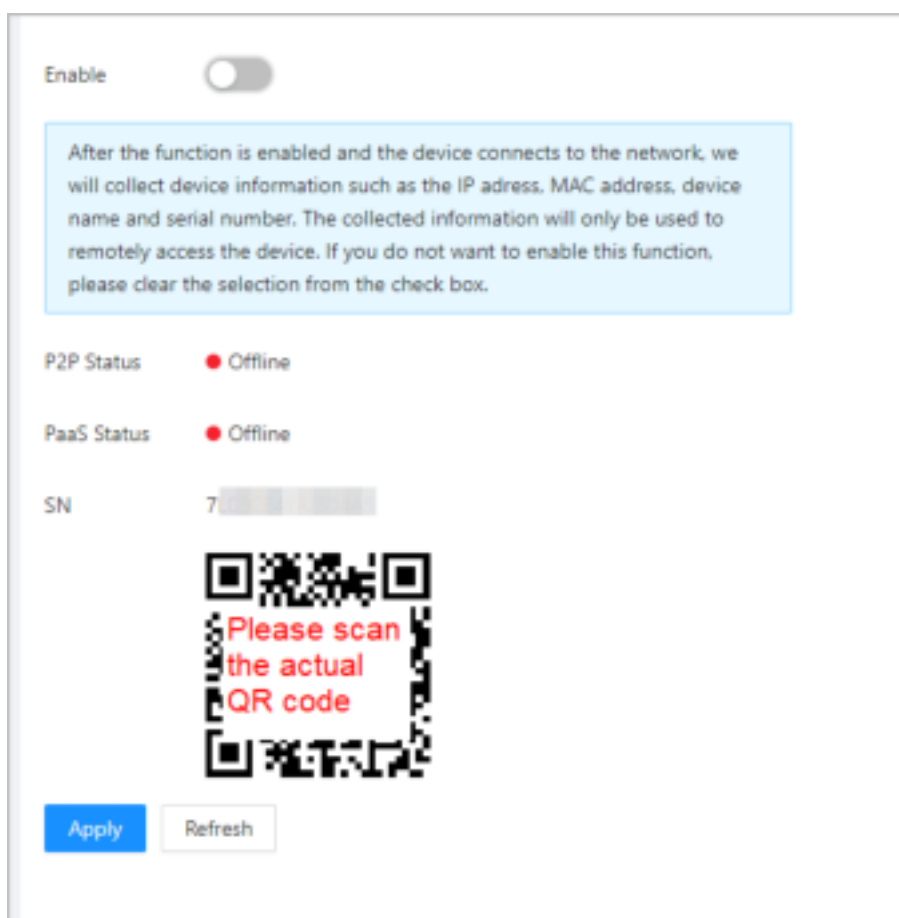 Enable
After the function is enabled and the device connects to the network, we
will collect device information such as the IP adress, MAC address, device
name and serial number. The collected information will only be used to
remotely access the device. If you do not want to enable this function,
please clear the selection from the check box.
P2P Status Offline
PaaS Status Offline
SN 7
Please scan
the actual
QR code
Apply Refresh